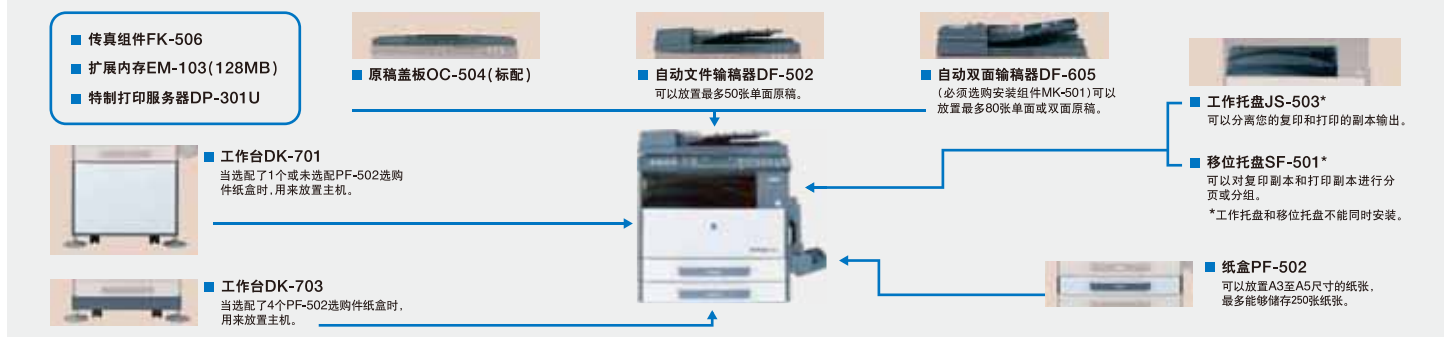 传真组件FK-506
扩展内存EM-103(128MB)
特制打印服务器DP-301U
原稿盖板OC-504(标配)
自动文件输稿器DF-502
可以放置最多50张单面原稿。
自动双面输稿器DF-605
(必须选购安装组件MK-501)可以
放置最多80张单面或双面原稿。
工作托盘JS-503*
可以分离您的复印和打印的副本输出。
移位托盘SF-501*
可以对复印副本和打印副本进行分
页或分组。
*工作托盘和移位托盘不能同时安装。
工作台DK-701
当选配了1个或未选配PF-502选购
件纸盒时,用来放置主机。
工作台DK-703
当选配了4个PF-502选购件纸盒时,
用来放置主机。
纸盒PF-502
可以放置A3至A5尺寸的纸张,
最多能够储存250张纸张。